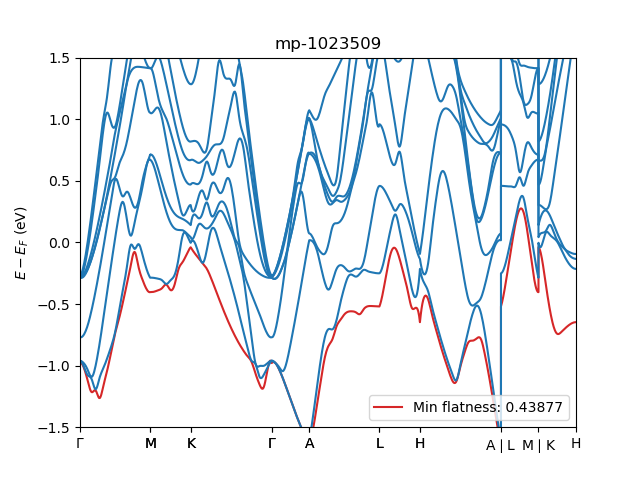 mp-1023509
E − E_F (eV)
1.5
1.0
0.5
0.0
−0.5
−1.0
−1.5
Min flatness: 0.43877
Γ M K Γ A L H A | L M | K H